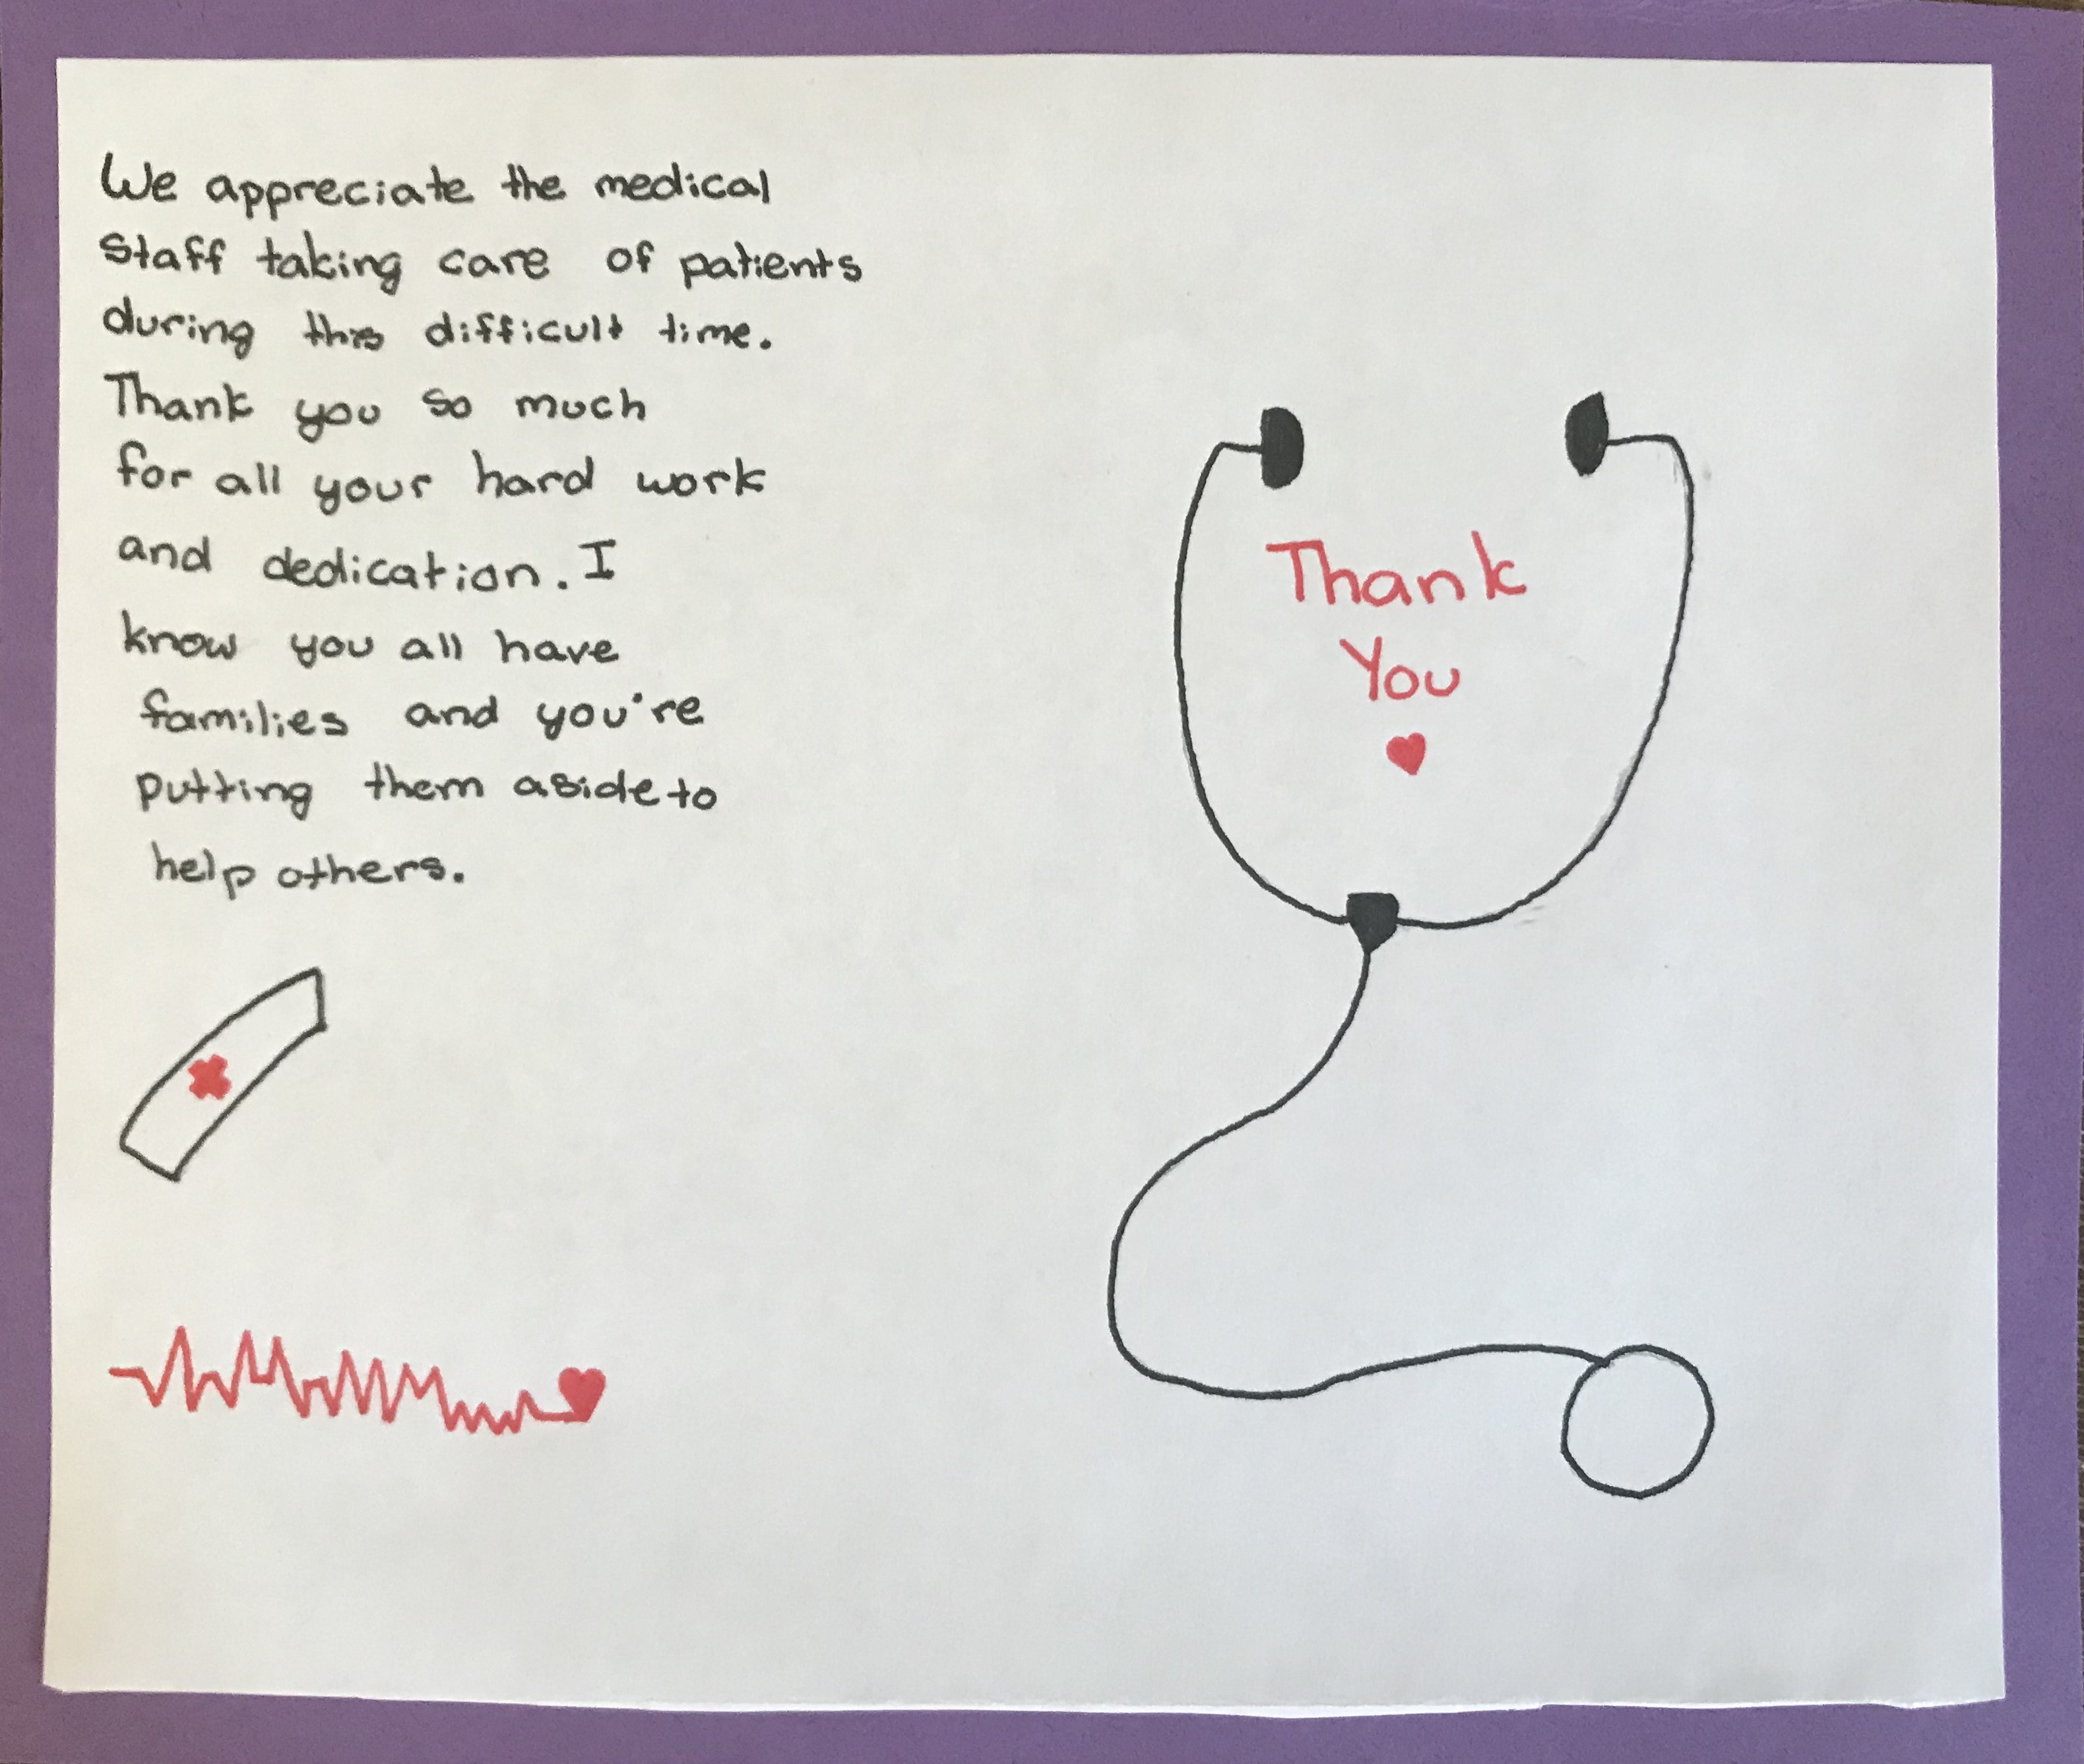 We appreciate the medical
staff taking care of patients
during this difficult time.
Thank you so much
for all your hard work
and dedication. I
know you all have
families and you're
putting them aside to
help others.
Thank
You